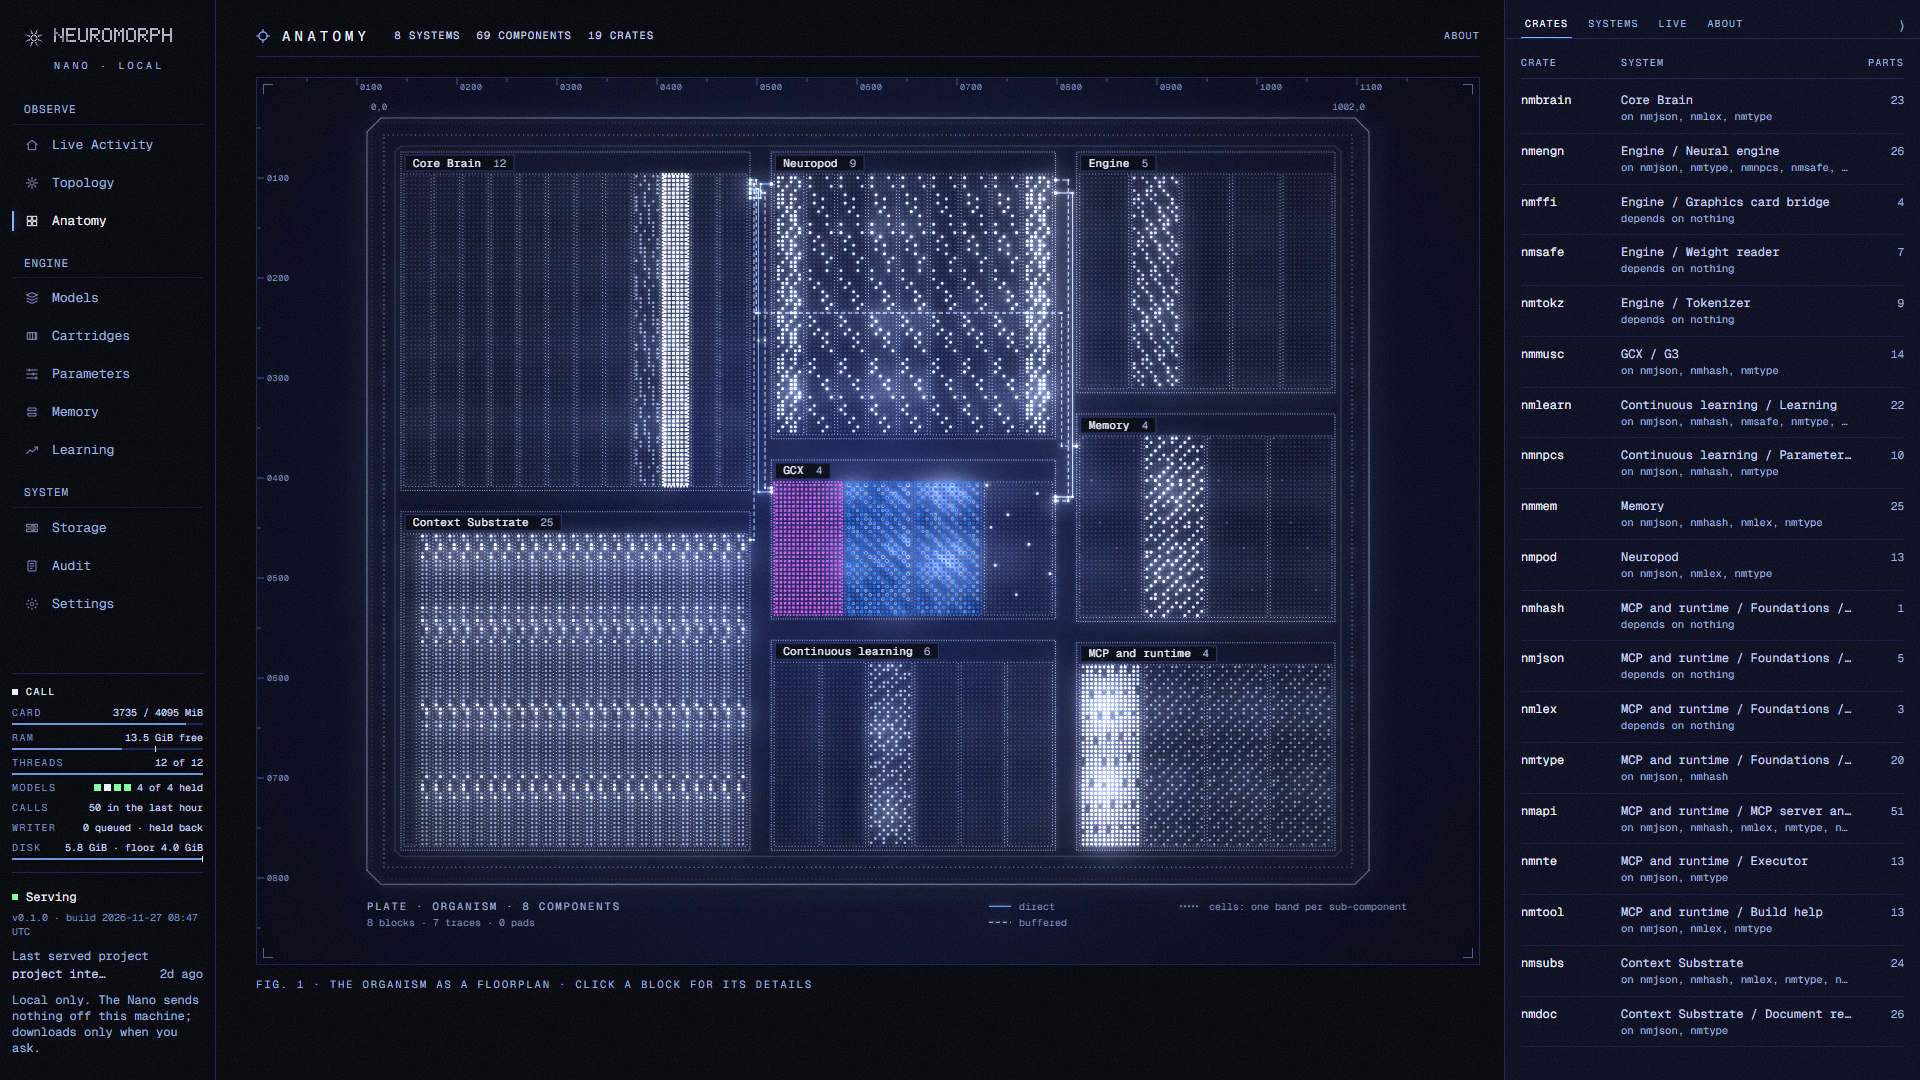 NEUROMORPH
NANO · LOCAL
OBSERVE
Live Activity
Topology
Anatomy
ENGINE
Models
Cartridges
Parameters
Memory
Learning
SYSTEM
Storage
Audit
Settings
CALL
CARD 3735 / 4095 MiB
RAM 13.5 GiB free
THREADS 12 of 12
MODELS 4 of 4 held
CALLS 50 in the last hour
WRITER 0 queued · held back
DISK 5.8 GiB · floor 4.0 GiB
Serving
v0.1.0 · build 2026-11-27 08:47
UTC
Last served project
project inte… 2d ago
Local only. The Nano sends
nothing off this machine;
downloads only when you
ask.
ANATOMY 8 SYSTEMS 69 COMPONENTS 19 CRATES ABOUT
0100 0200 0300 0400 0500 0600 0700 0800 0900 1000 1100
0,0 1002,0
0100
0200
0300
0400
0500
0600
0700
0800
Core Brain 12
Neuropod 9
Engine 5
Memory 4
GCX 4
Context Substrate 25
Continuous learning 6
MCP and runtime 4
PLATE · ORGANISM · 8 COMPONENTS
8 blocks · 7 traces · 0 pads
direct
buffered
cells: one band per sub-component
FIG. 1 · THE ORGANISM AS A FLOORPLAN · CLICK A BLOCK FOR ITS DETAILS
CRATES SYSTEMS LIVE ABOUT
CRATE SYSTEM PARTS
nmbrain Core Brain 23
on nmjson, nmlex, nmtype
nmengn Engine / Neural engine 26
on nmjson, nmtype, nmnpcs, nmsafe, …
nmffi Engine / Graphics card bridge 4
depends on nothing
nmsafe Engine / Weight reader 7
depends on nothing
nmtokz Engine / Tokenizer 9
depends on nothing
nmmusc GCX / G3 14
on nmjson, nmhash, nmtype
nmlearn Continuous learning / Learning 22
on nmjson, nmhash, nmsafe, nmtype, …
nmnpcs Continuous learning / Parameter… 10
on nmjson, nmhash, nmtype
nmmem Memory 25
on nmjson, nmhash, nmlex, nmtype
nmpod Neuropod 13
on nmjson, nmlex, nmtype
nmhash MCP and runtime / Foundations /… 1
depends on nothing
nmjson MCP and runtime / Foundations /… 5
depends on nothing
nmlex MCP and runtime / Foundations /… 3
depends on nothing
nmtype MCP and runtime / Foundations /… 20
on nmjson, nmhash
nmapi MCP and runtime / MCP server an… 51
on nmjson, nmhash, nmlex, nmtype, n…
nmnte MCP and runtime / Executor 13
on nmjson, nmtype
nmtool MCP and runtime / Build help 13
on nmjson, nmlex, nmtype
nmsubs Context Substrate 24
on nmjson, nmhash, nmlex, nmtype, n…
nmdoc Context Substrate / Document re… 26
on nmjson, nmtype